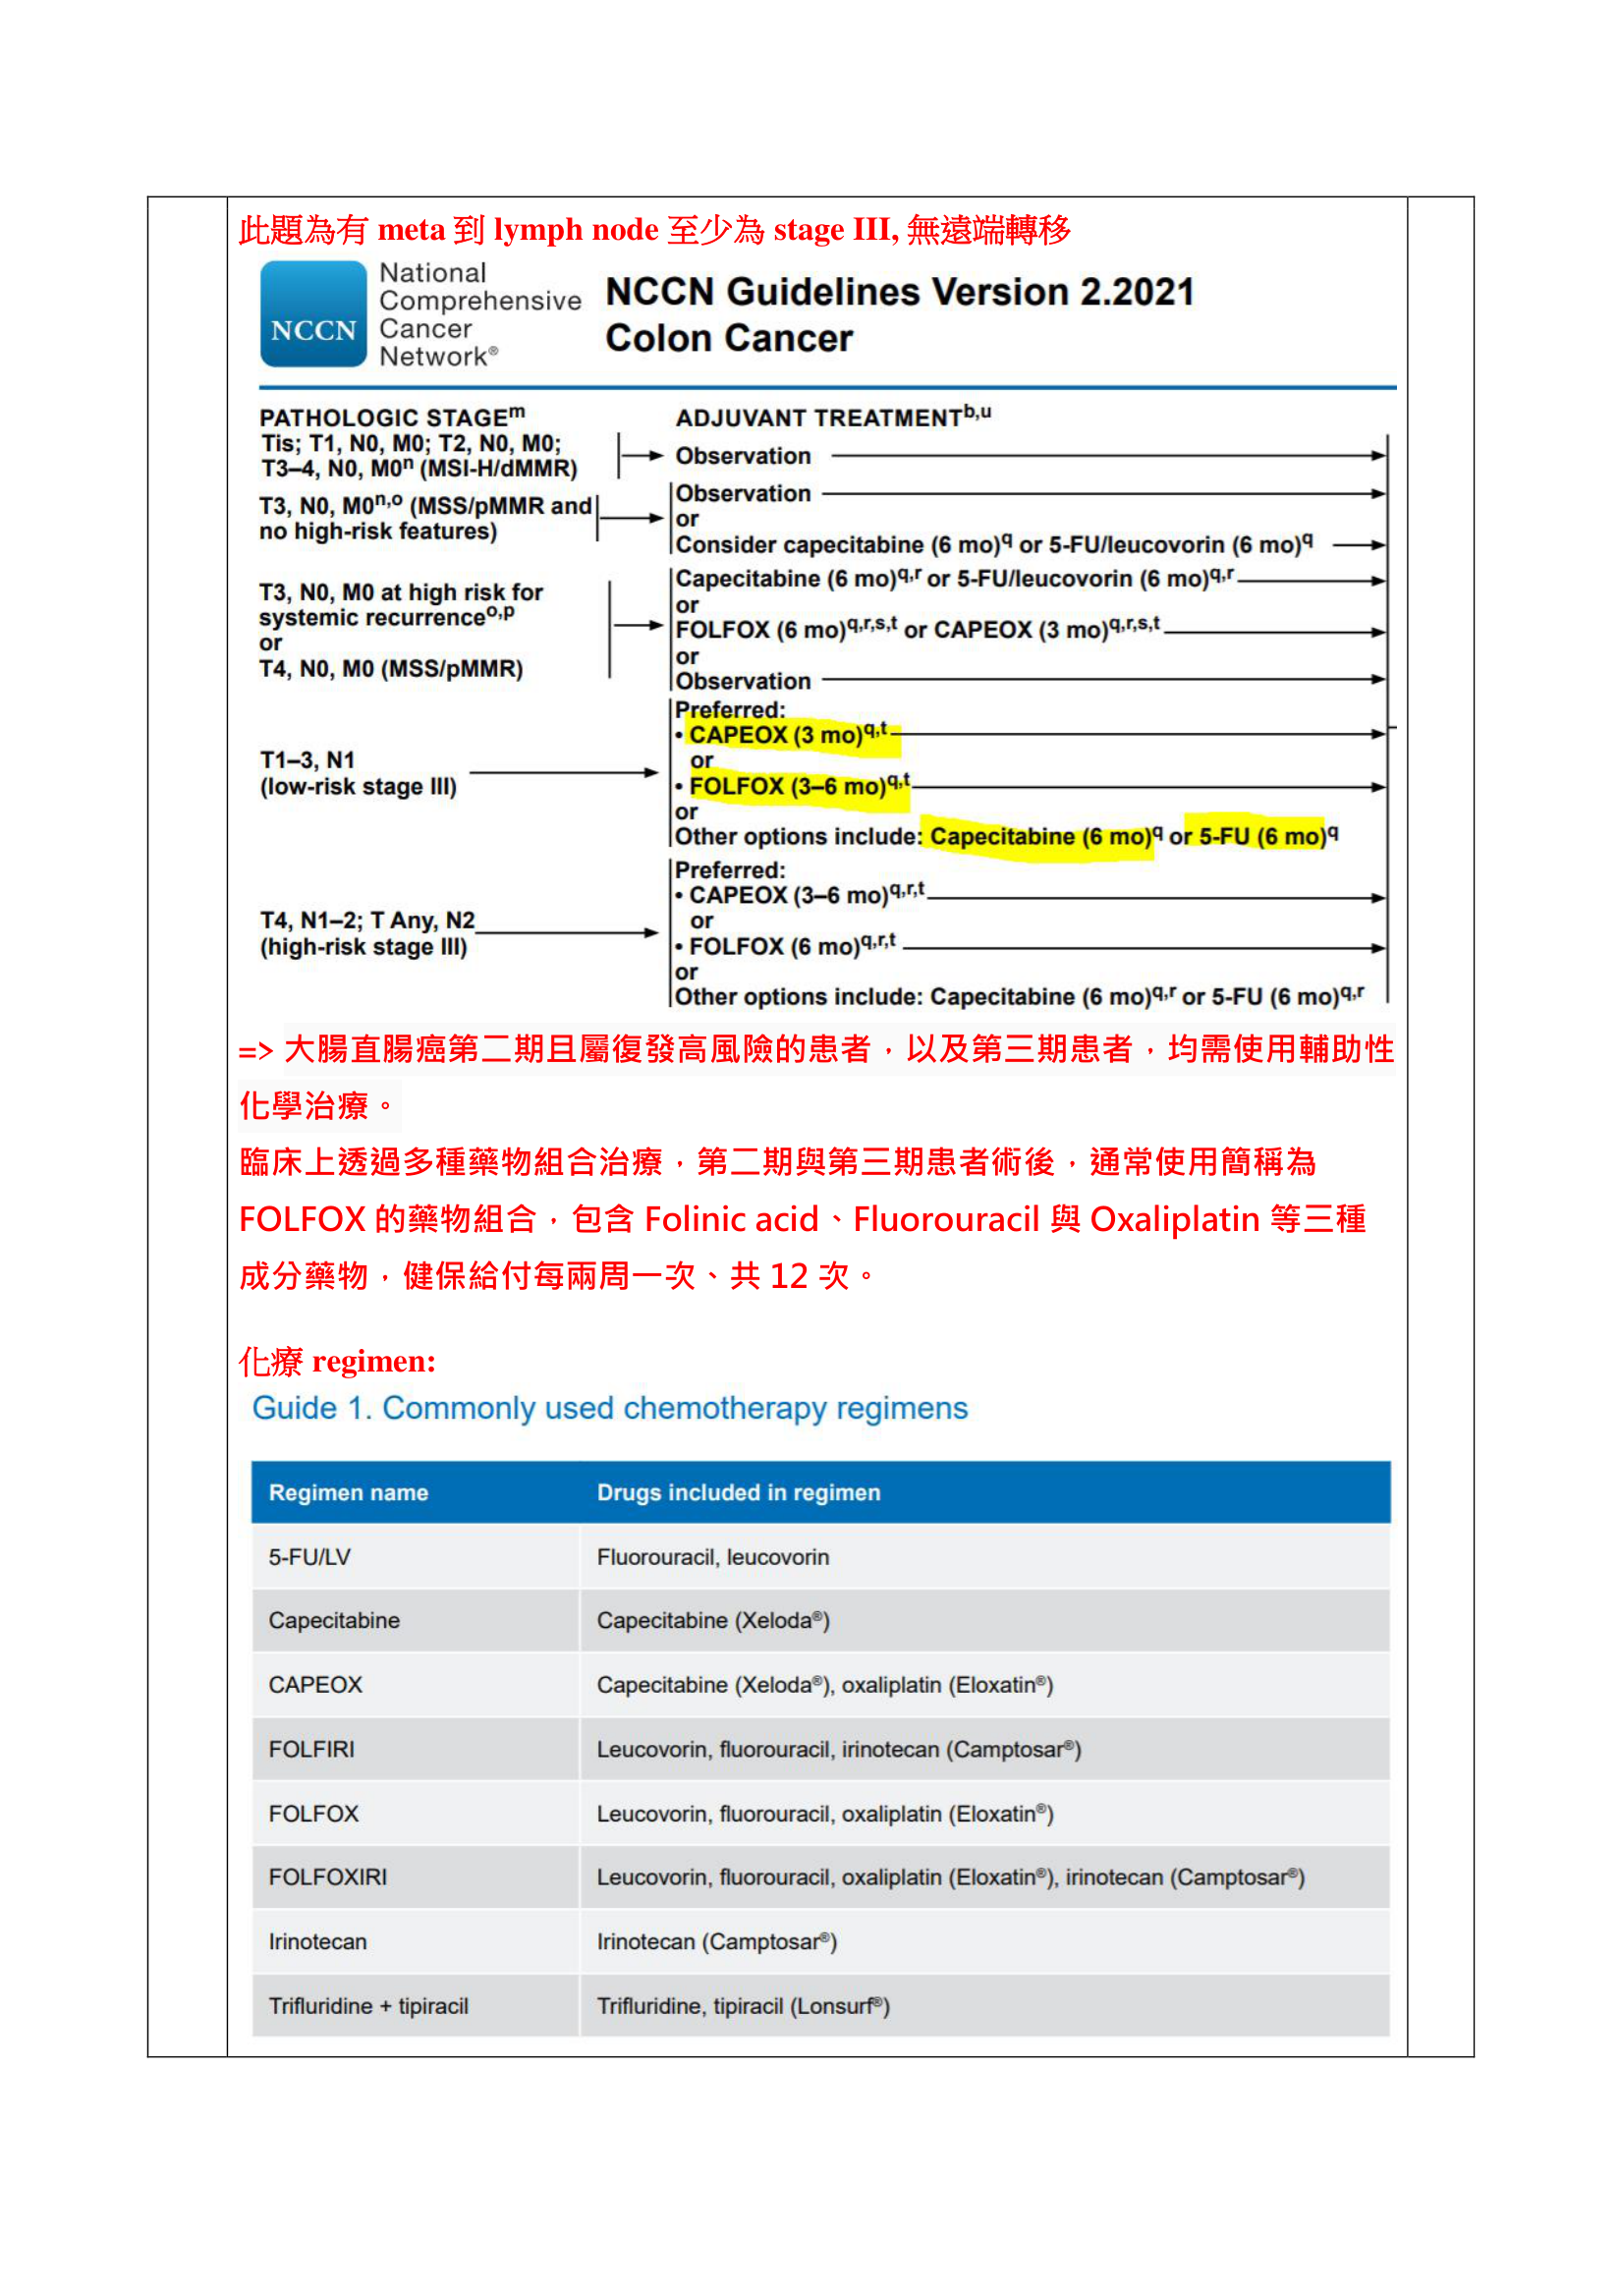 此題為有 meta 到 lymph node 至少為 stage III, 無遠端轉移
NCCN
National
Comprehensive
Cancer
Network®
NCCN Guidelines Version 2.2021
Colon Cancer
PATHOLOGIC STAGEm
ADJUVANT TREATMENTb,u
Tis; T1, N0, M0; T2, N0, M0;
T3–4, N0, M0n (MSI-H/dMMR)
Observation
T3, N0, M0n,o (MSS/pMMR and
no high-risk features)
Observation
or
Consider capecitabine (6 mo)q or 5-FU/leucovorin (6 mo)q
T3, N0, M0 at high risk for
systemic recurrenceo,p
or
T4, N0, M0 (MSS/pMMR)
Capecitabine (6 mo)q,r or 5-FU/leucovorin (6 mo)q,r
or
FOLFOX (6 mo)q,r,s,t or CAPEOX (3 mo)q,r,s,t
or
Observation
T1–3, N1
(low-risk stage III)
Preferred:
• CAPEOX (3 mo)q,t
or
• FOLFOX (3–6 mo)q,t
or
Other options include: Capecitabine (6 mo)q or 5-FU (6 mo)q
T4, N1–2; T Any, N2
(high-risk stage III)
Preferred:
• CAPEOX (3–6 mo)q,r,t
or
• FOLFOX (6 mo)q,r,t
or
Other options include: Capecitabine (6 mo)q,r or 5-FU (6 mo)q,r
=> 大腸直腸癌第二期且屬復發高風險的患者，以及第三期患者，均需使用輔助性
化學治療。
臨床上透過多種藥物組合治療，第二期與第三期患者術後，通常使用簡稱為
FOLFOX 的藥物組合，包含 Folinic acid、Fluorouracil 與 Oxaliplatin 等三種
成分藥物，健保給付每兩周一次、共 12 次。
化療 regimen:
Guide 1. Commonly used chemotherapy regimens
Regimen name Drugs included in regimen
5-FU/LV Fluorouracil, leucovorin
Capecitabine Capecitabine (Xeloda®)
CAPEOX Capecitabine (Xeloda®), oxaliplatin (Eloxatin®)
FOLFIRI Leucovorin, fluorouracil, irinotecan (Camptosar®)
FOLFOX Leucovorin, fluorouracil, oxaliplatin (Eloxatin®)
FOLFOXIRI Leucovorin, fluorouracil, oxaliplatin (Eloxatin®), irinotecan (Camptosar®)
Irinotecan Irinotecan (Camptosar®)
Trifluridine + tipiracil Trifluridine, tipiracil (Lonsurf®)